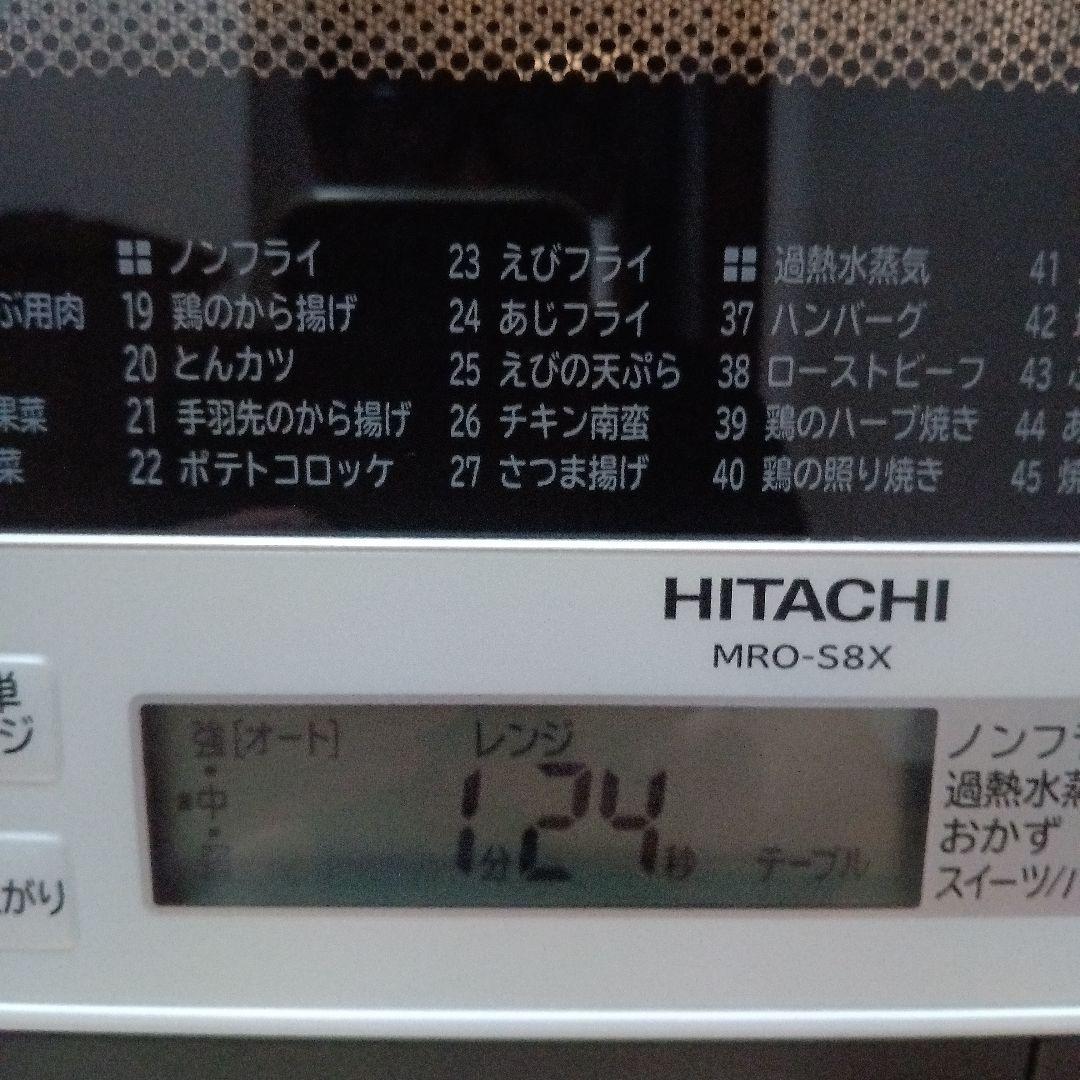 ノンフライ
19 鶏のから揚げ
20 とんカツ
21 手羽先のから揚げ
22 ポテトコロッケ
23 えびフライ
24 あじフライ
25 えびの天ぷら
26 チキン南蛮
27 さつま揚げ
過熱水蒸気
37 ハンバーグ
38 ローストビーフ
39 鶏のハーブ焼き
40 鶏の照り焼き
41
42
43
44 あ
45 焼
ぶ用肉
果菜
菜
HITACHI
MRO-S8X
単
ジ
がり
強[オート]
中
レンジ
1分24秒
テーブル
ノンフラ
過熱水蒸
おかず
スイーツ/